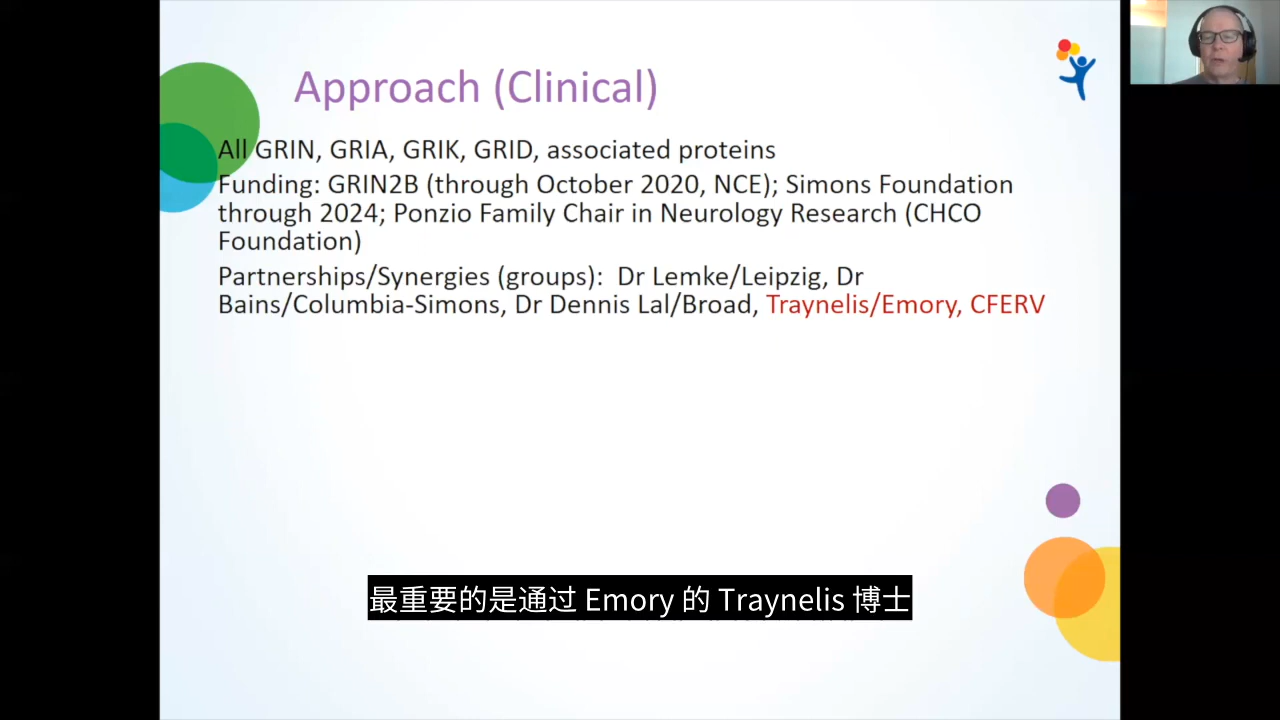 Approach (Clinical)
All GRIN, GRIA, GRIK, GRID, associated proteins
Funding: GRIN2B (through October 2020, NCE); Simons Foundation
through 2024; Ponzio Family Chair in Neurology Research (CHCO
Foundation)
Partnerships/Synergies (groups): Dr Lemke/Leipzig, Dr
Bains/Columbia-Simons, Dr Dennis Lal/Broad, Traynelis/Emory, CFERV
最重要的是通过 Emory 的 Traynelis 博士